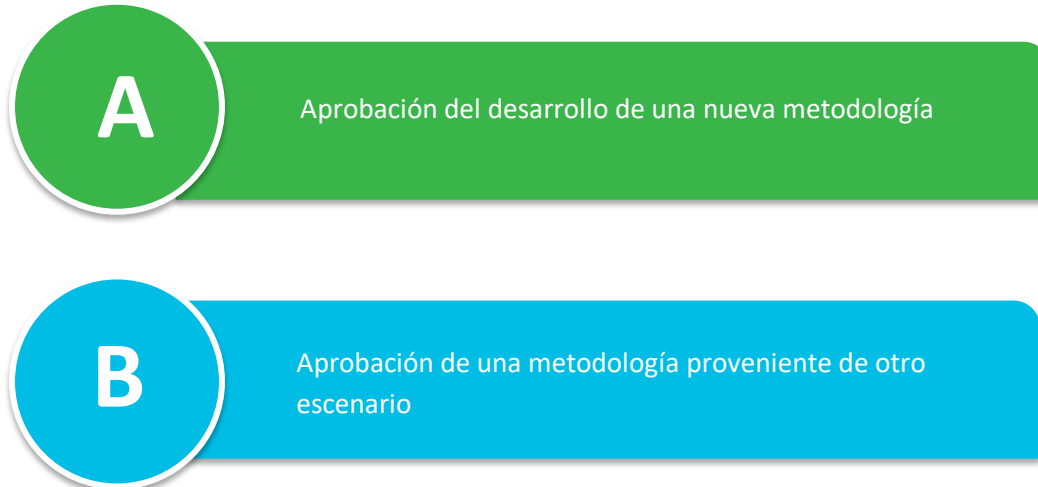 A
Aprobación del desarrollo de una nueva metodología
B
Aprobación de una metodología proveniente de otro
escenario